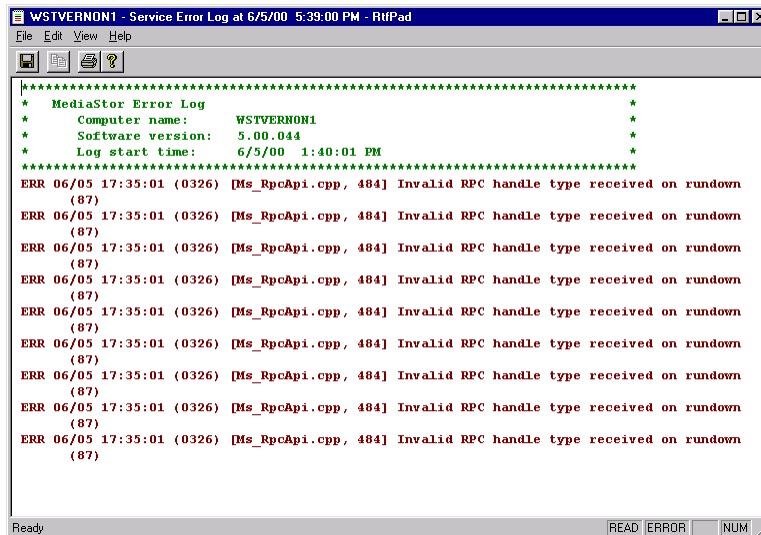 WSTVERNON1 - Service Error Log at 6/5/00 5:39:00 PM - RtfPad
File Edit View Help
*****************************************************************************
* MediaStor Error Log *
* Computer name: WSTVERNON1 *
* Software version: 5.00.044 *
* Log start time: 6/5/00 1:40:01 PM *
*****************************************************************************
ERR 06/05 17:35:01 (0326) [Ms_RpcApi.cpp, 484] Invalid RPC handle type received on rundown
(87)
ERR 06/05 17:35:01 (0326) [Ms_RpcApi.cpp, 484] Invalid RPC handle type received on rundown
(87)
ERR 06/05 17:35:01 (0326) [Ms_RpcApi.cpp, 484] Invalid RPC handle type received on rundown
(87)
ERR 06/05 17:35:01 (0326) [Ms_RpcApi.cpp, 484] Invalid RPC handle type received on rundown
(87)
ERR 06/05 17:35:01 (0326) [Ms_RpcApi.cpp, 484] Invalid RPC handle type received on rundown
(87)
ERR 06/05 17:35:01 (0326) [Ms_RpcApi.cpp, 484] Invalid RPC handle type received on rundown
(87)
ERR 06/05 17:35:01 (0326) [Ms_RpcApi.cpp, 484] Invalid RPC handle type received on rundown
(87)
ERR 06/05 17:35:01 (0326) [Ms_RpcApi.cpp, 484] Invalid RPC handle type received on rundown
(87)
ERR 06/05 17:35:01 (0326) [Ms_RpcApi.cpp, 484] Invalid RPC handle type received on rundown
(87)
Ready READ ERROR NUM